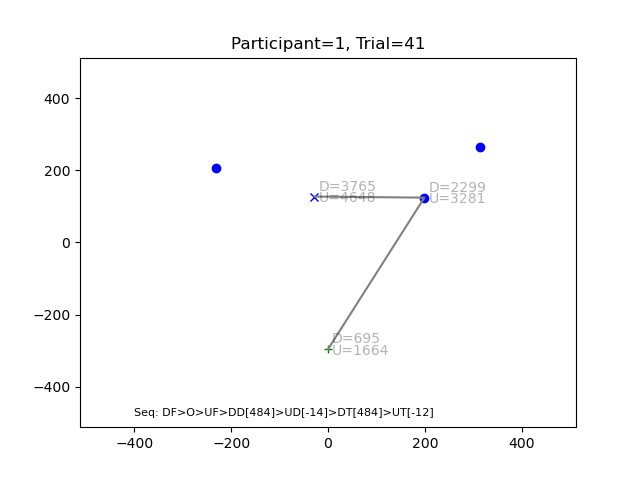 Participant=1, Trial=41
400
200
0
−200
−400
D=3765
U=4648
D=2299
U=3281
D=695
U=1664
Seq: DF>O>UF>DD[484]>UD[-14]>DT[484]>UT[-12]
−400 −200 0 200 400